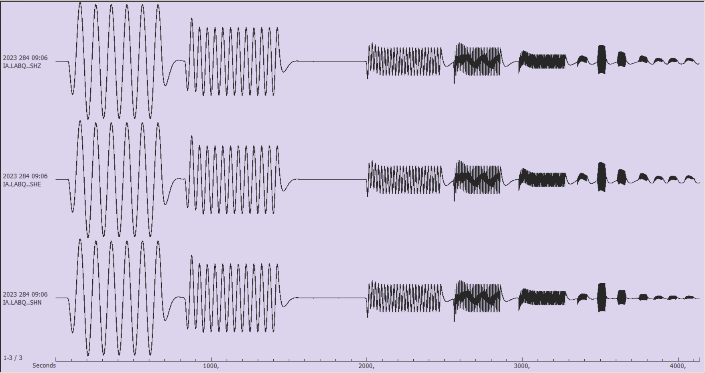 2023 284 09:06
IA.LABQ..SHZ
2023 284 09:06
IA.LABQ..SHE
2023 284 09:06
IA.LABQ..SHN
1-3 / 3
Seconds 1000, 2000, 3000, 4000,